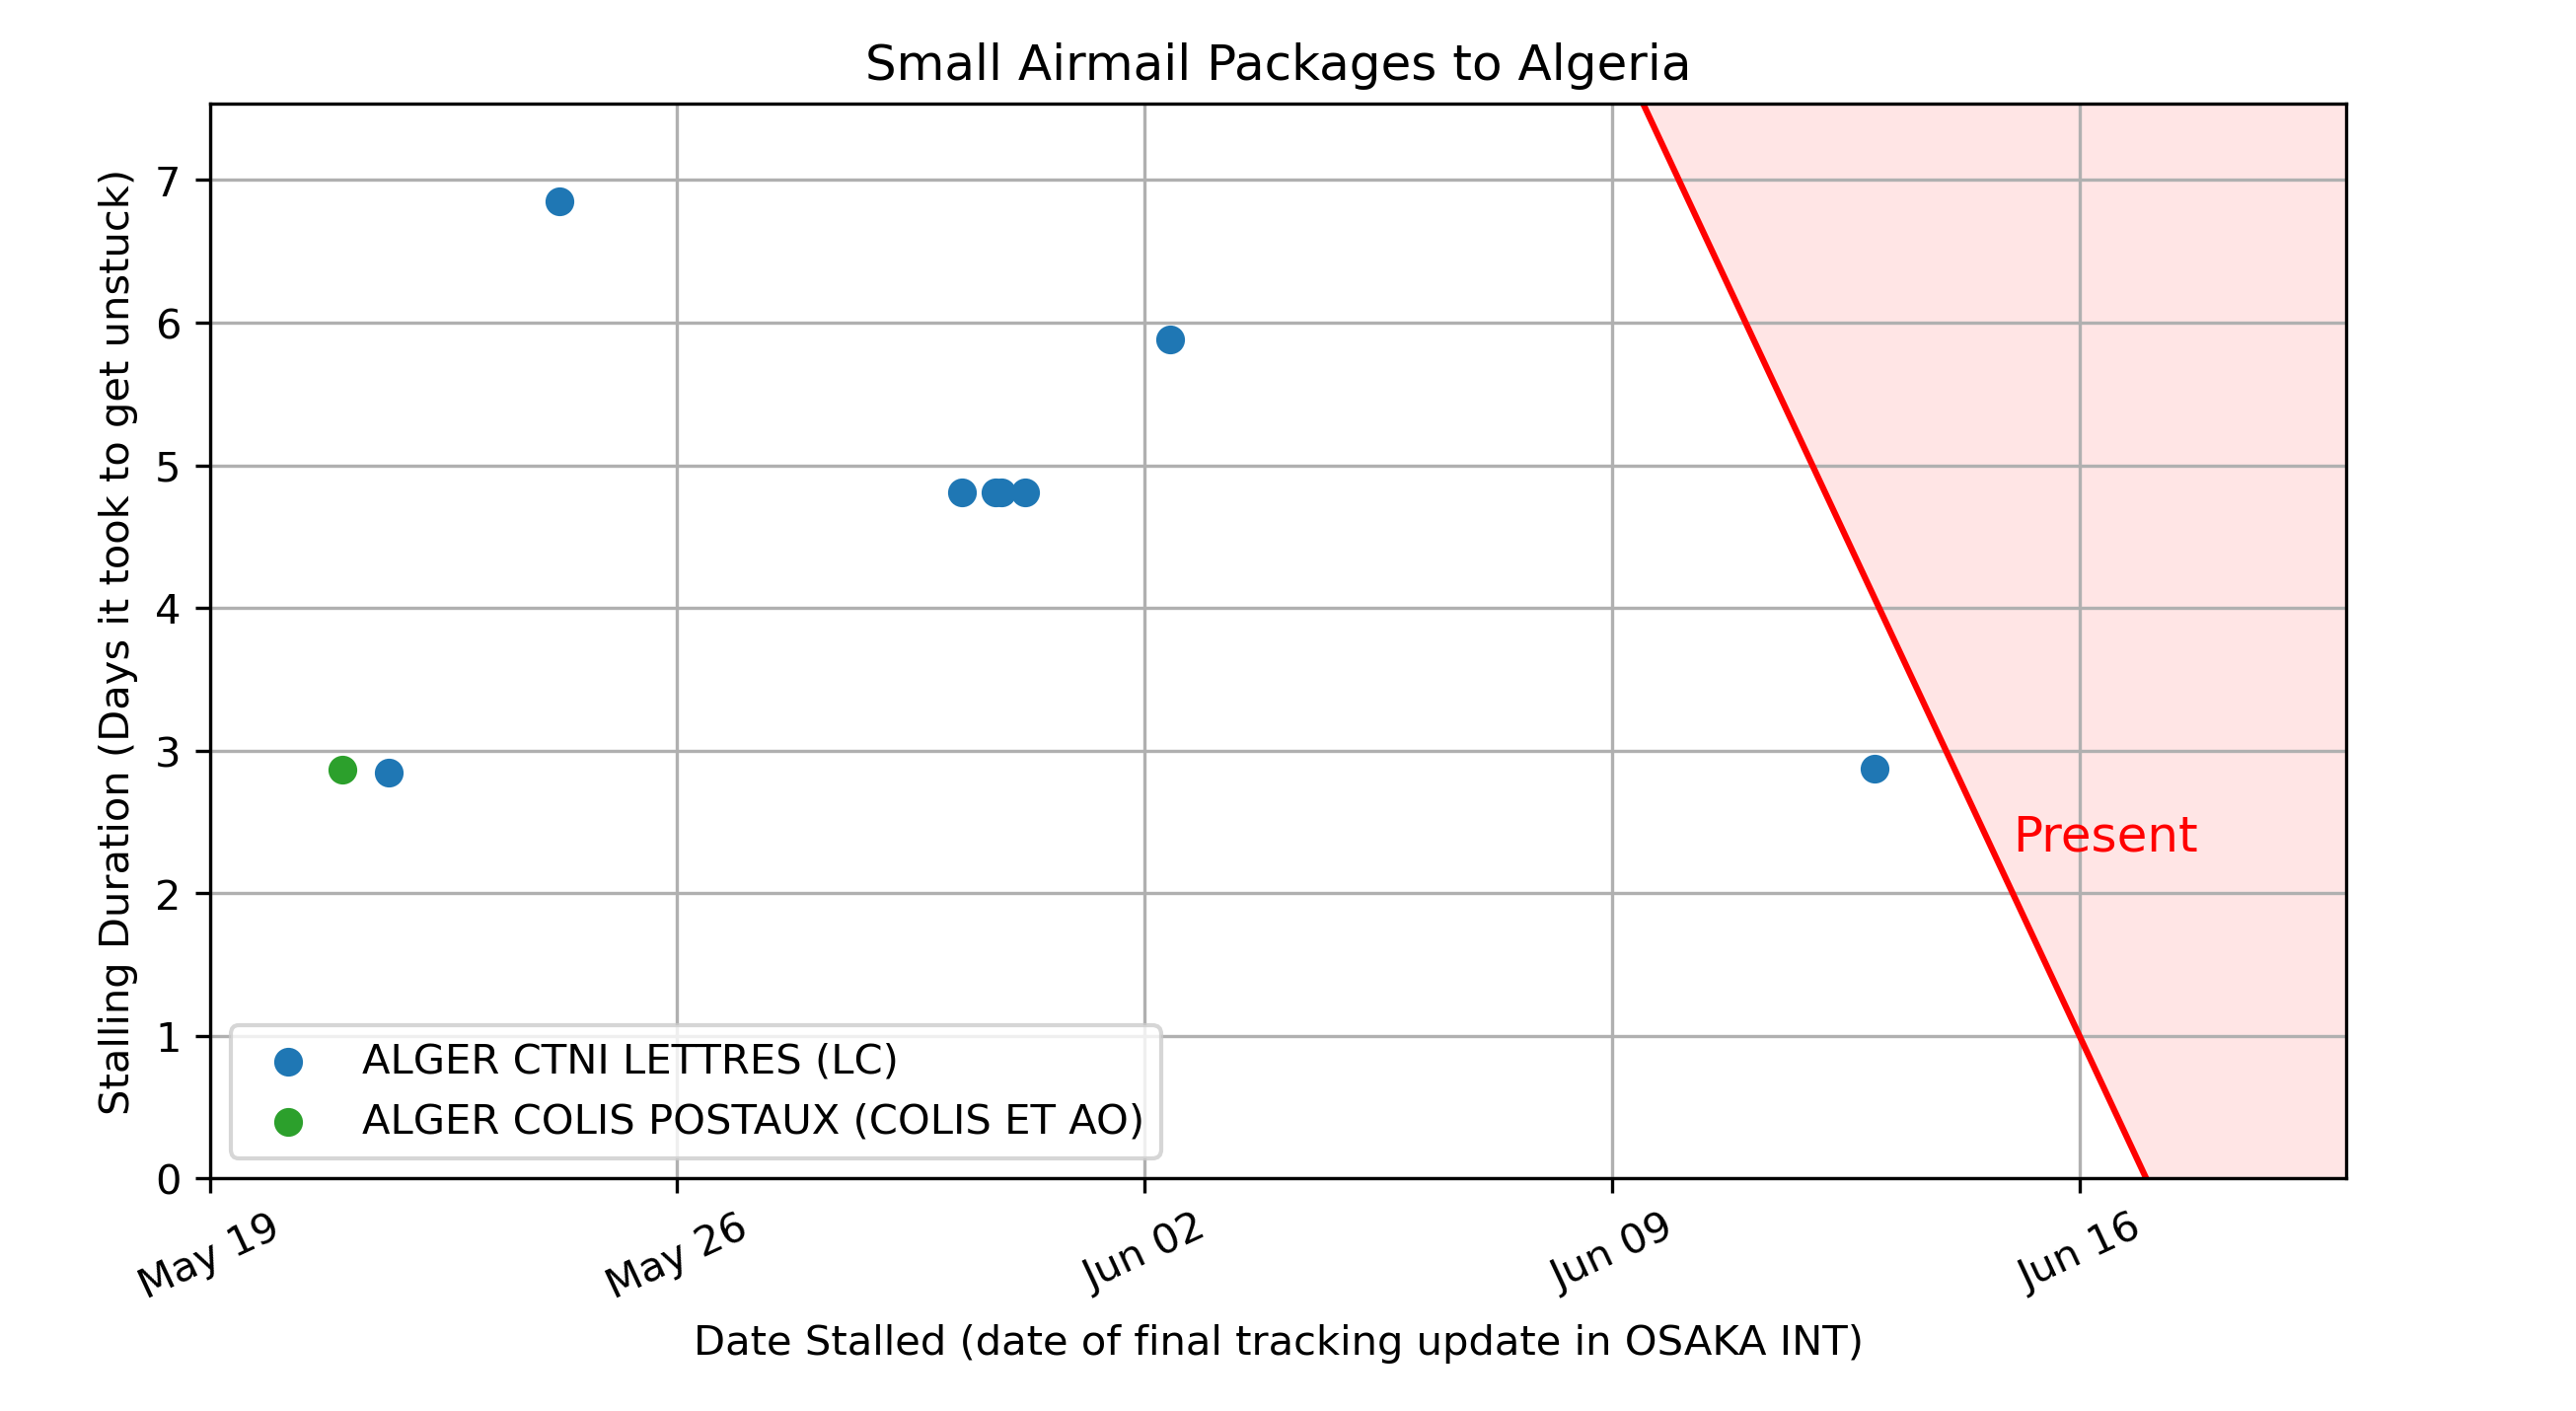 Small Airmail Packages to Algeria
Stalling Duration (Days it took to get unstuck)
7
6
5
4
3
2
1
0
Present
ALGER CTNI LETTRES (LC)
ALGER COLIS POSTAUX (COLIS ET AO)
May 19
May 26
Jun 02
Jun 09
Jun 16
Date Stalled (date of final tracking update in OSAKA INT)